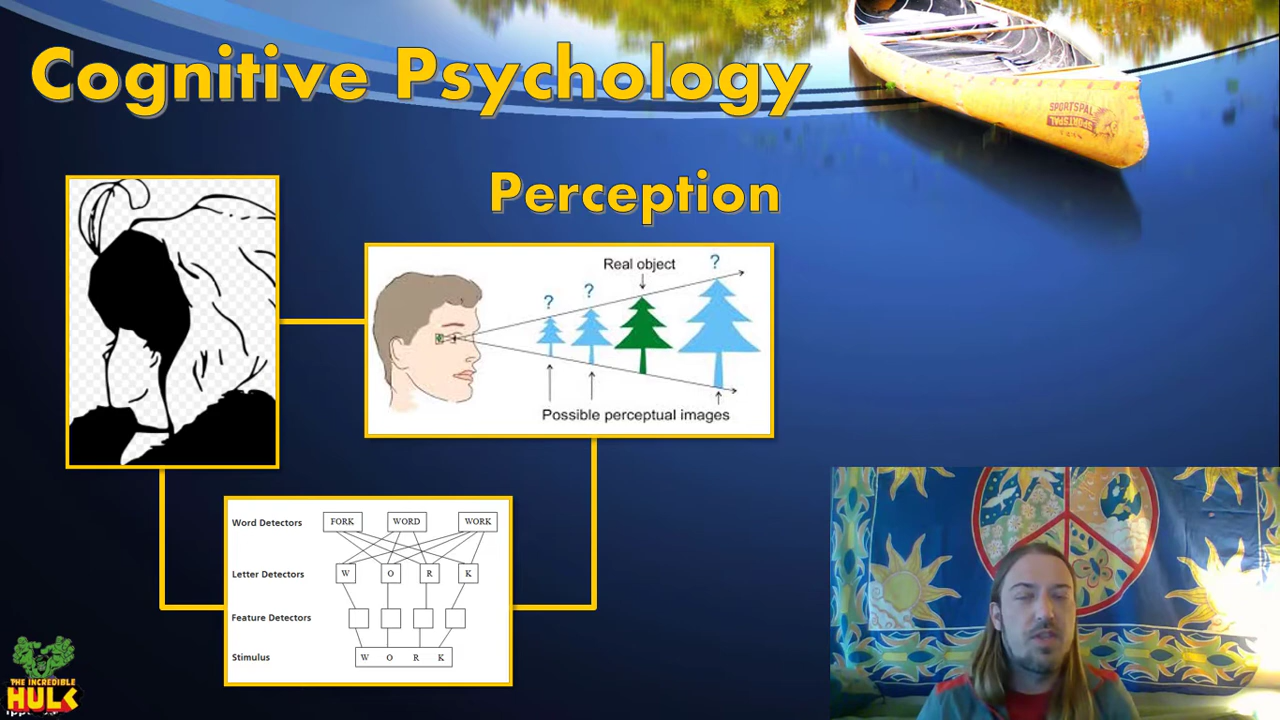 Cognitive Psychology
SPORTSPAL
SPORTSPAL
Perception
Real object
?
?
?
Possible perceptual images
Word Detectors
FORK
WORD
WORK
Letter Detectors
W
O
R
K
Feature Detectors
Stimulus
W O R K
THE INCREDIBLE
HULK